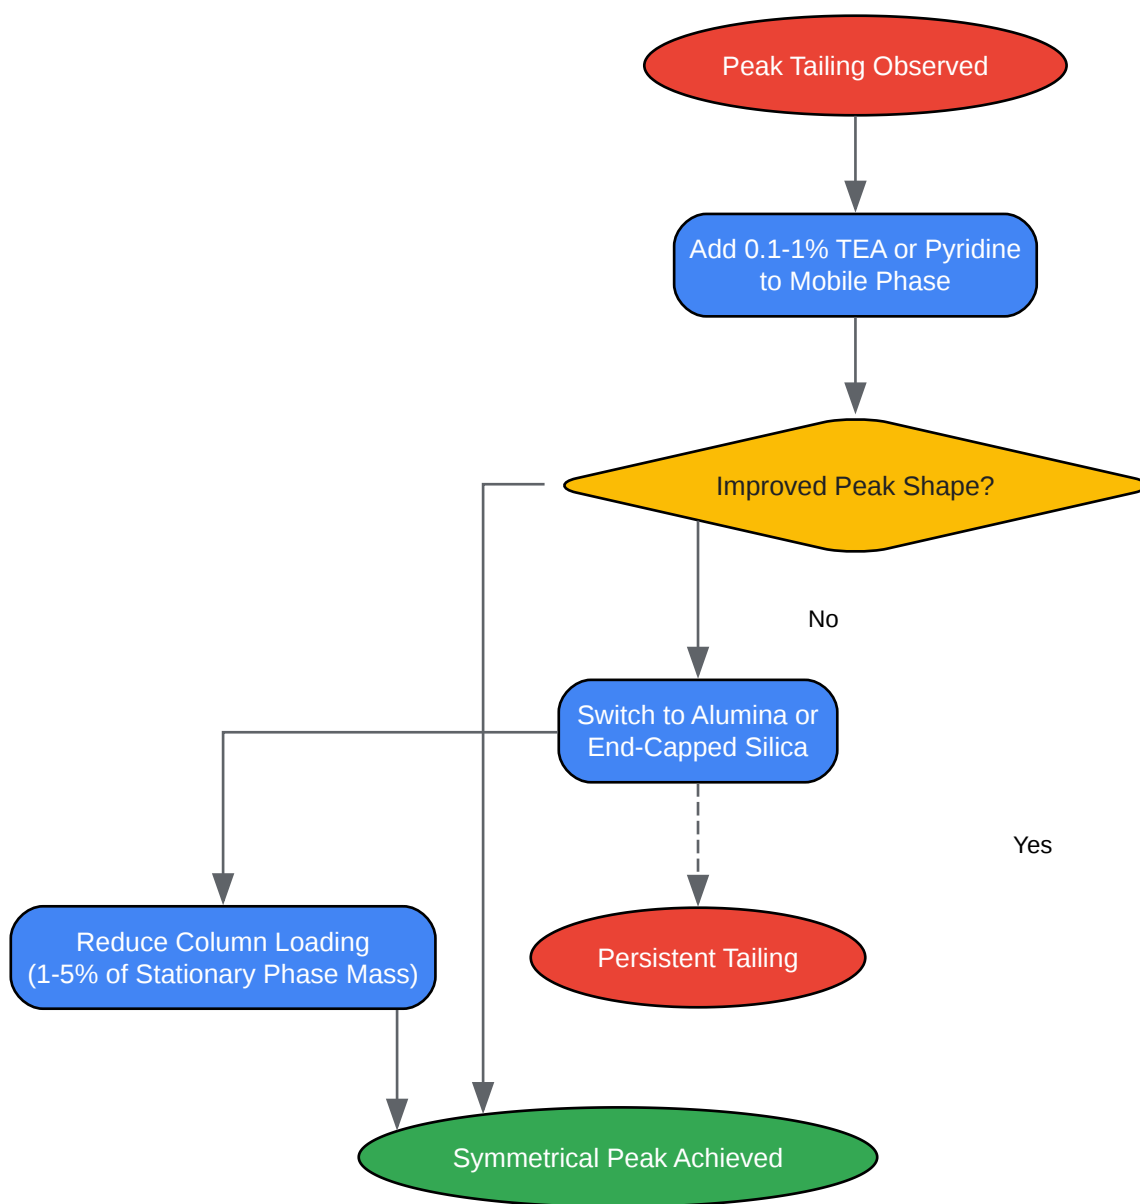 Peak Tailing Observed
Add 0.1-1% TEA or Pyridine
to Mobile Phase
Improved Peak Shape?
No
Switch to Alumina or
End-Capped Silica
Yes
Reduce Column Loading
(1-5% of Stationary Phase Mass)
Persistent Tailing
Symmetrical Peak Achieved